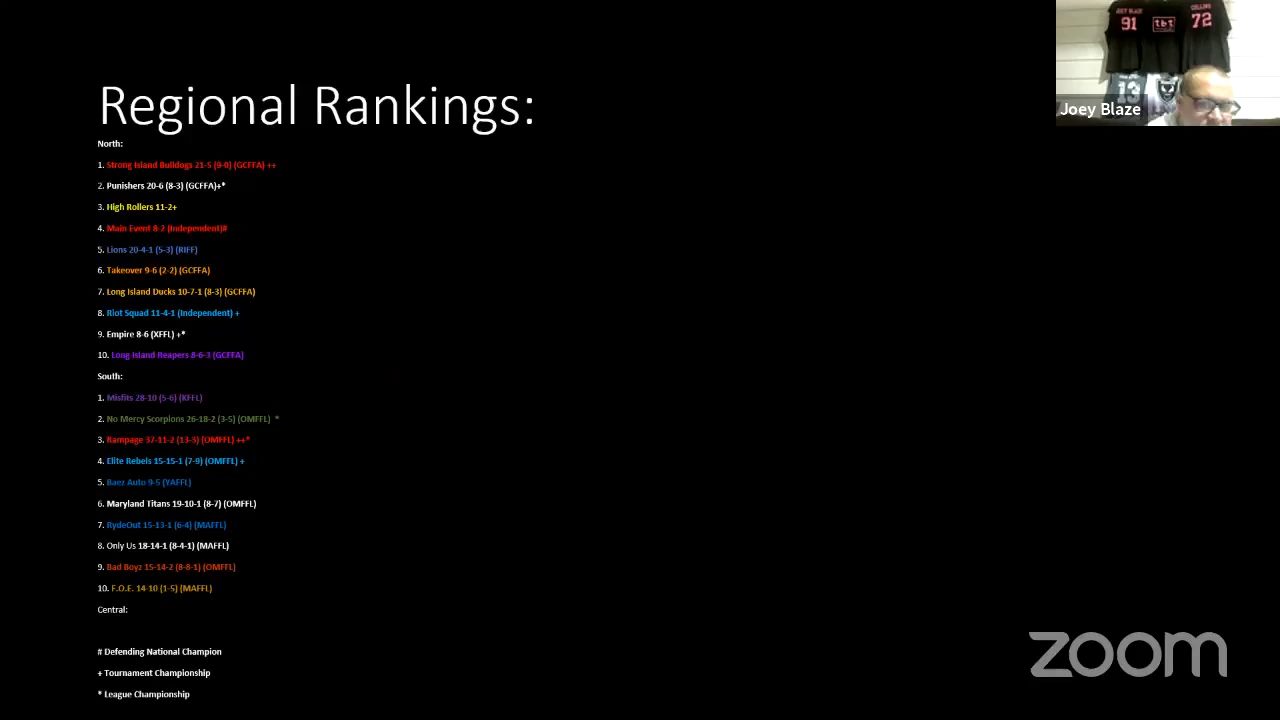 Regional Rankings:
North:
1. Strong Island Bulldogs 21-5 (9-0) (GCFFA) ++
2. Punishers 20-6 (8-3) (GCFFA)+*
3. High Rollers 11-2+
4. Main Event 8-2 (Independent)#
5. Lions 20-4-1 (5-3) (RIFF)
6. Takeover 9-6 (2-2) (GCFFA)
7. Long Island Ducks 10-7-1 (8-3) (GCFFA)
8. Riot Squad 11-4-1 (Independent) +
9. Empire 8-6 (XFFL) +*
10. Long Island Reapers 8-6-3 (GCFFA)
South:
1. Misfits 28-10 (5-6) (KFFL)
2. No Mercy Scorpions 26-18-2 (3-5) (OMFFL) *
3. Rampage 37-11-2 (13-3) (OMFFL) ++*
4. Elite Rebels 15-15-1 (7-9) (OMFFL) +
5. Baez Auto 9-5 (YAFFL)
6. Maryland Titans 19-10-1 (8-7) (OMFFL)
7. RydeOut 15-13-1 (6-4) (MAFFL)
8. Only Us 18-14-1 (8-4-1) (MAFFL)
9. Bad Boyz 15-14-2 (8-8-1) (OMFFL)
10. F.O.E. 14-10 (1-5) (MAFFL)
Central:
# Defending National Champion
+ Tournament Championship
* League Championship
JOEY BLAZE
91
tbt
COLLINS
72
13
Joey Blaze
zoom